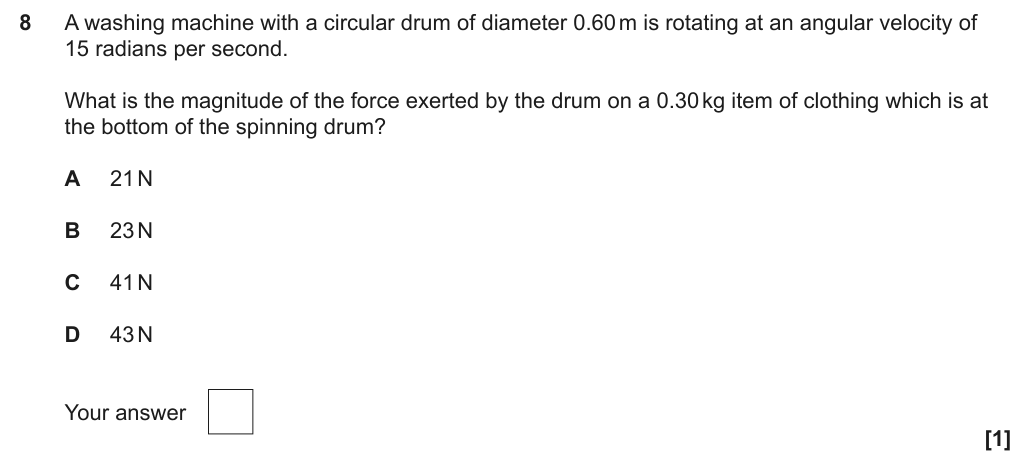 8 A washing machine with a circular drum of diameter 0.60 m is rotating at an angular velocity of
15 radians per second.
What is the magnitude of the force exerted by the drum on a 0.30 kg item of clothing which is at
the bottom of the spinning drum?
A 21 N
B 23 N
C 41 N
D 43 N
Your answer
[1]